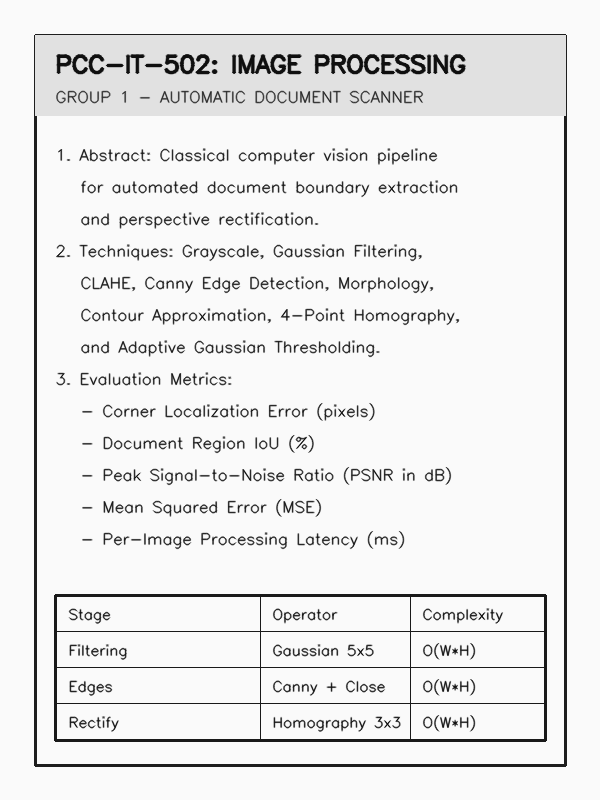 PCC-IT-502: IMAGE PROCESSING
GROUP 1 - AUTOMATIC DOCUMENT SCANNER
1. Abstract: Classical computer vision pipeline
for automated document boundary extraction
and perspective rectification.
2. Techniques: Grayscale, Gaussian Filtering,
CLAHE, Canny Edge Detection, Morphology,
Contour Approximation, 4-Point Homography,
and Adaptive Gaussian Thresholding.
3. Evaluation Metrics:
- Corner Localization Error (pixels)
- Document Region IoU (%)
- Peak Signal-to-Noise Ratio (PSNR in dB)
- Mean Squared Error (MSE)
- Per-Image Processing Latency (ms)
Stage Operator Complexity
Filtering Gaussian 5x5 O(W*H)
Edges Canny + Close O(W*H)
Rectify Homography 3x3 O(W*H)